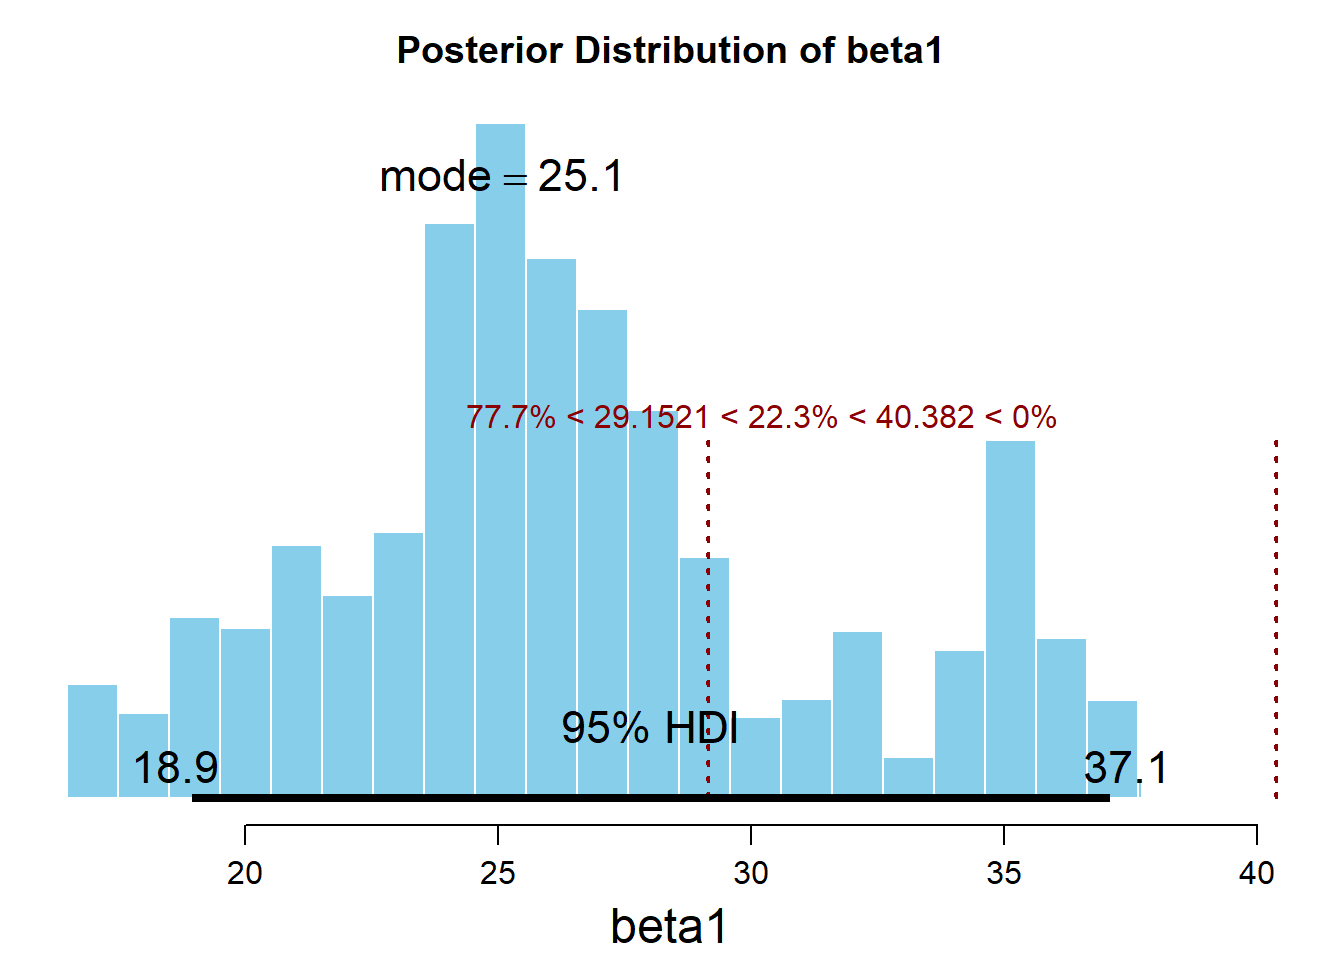 Posterior Distribution of beta1
mode = 25.1
77.7% < 29.1521 < 22.3% < 40.382 < 0%
95% HDI
18.9 37.1
20 25 30 35 40
beta1